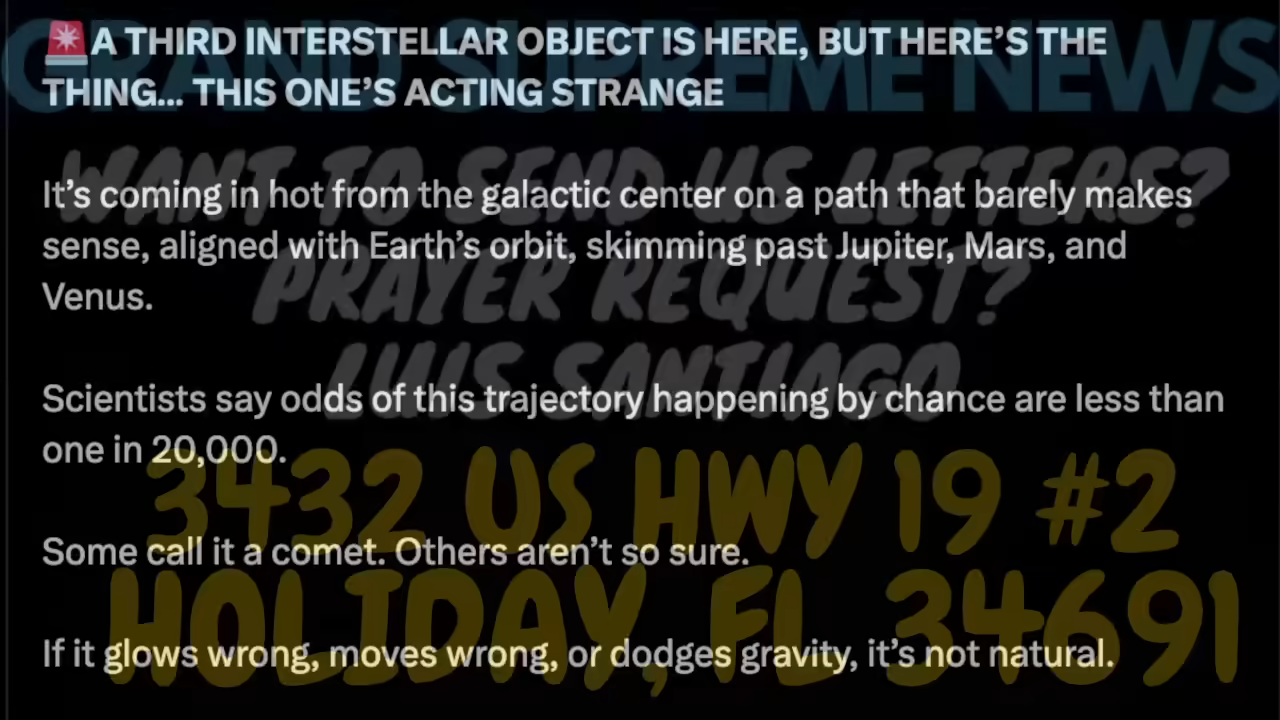 GRAND SUPREME NEWS
🚨A THIRD INTERSTELLAR OBJECT IS HERE, BUT HERE’S THE
THING... THIS ONE’S ACTING STRANGE
WANT TO SEND US LETTERS?
It’s coming in hot from the galactic center on a path that barely makes
sense, aligned with Earth’s orbit, skimming past Jupiter, Mars, and
Venus.
PRAYER REQUEST?
LUIS SANTIAGO
Scientists say odds of this trajectory happening by chance are less than
one in 20,000.
3432 US HWY 19 #2
Some call it a comet. Others aren’t so sure.
HOLIDAY, FL 34691
If it glows wrong, moves wrong, or dodges gravity, it’s not natural.